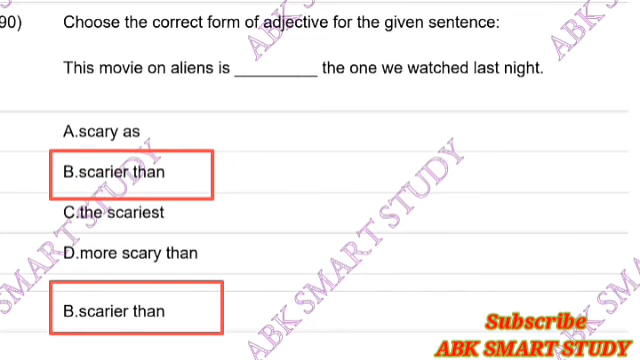 90) Choose the correct form of adjective for the given sentence:
This movie on aliens is _________ the one we watched last night.
A.scary as
B.scarier than
C.the scariest
D.more scary than
B.scarier than
Subscribe
ABK SMART STUDY
ABK SMART STUDY
ABK SMART STUDY
ABK SMART STUDY